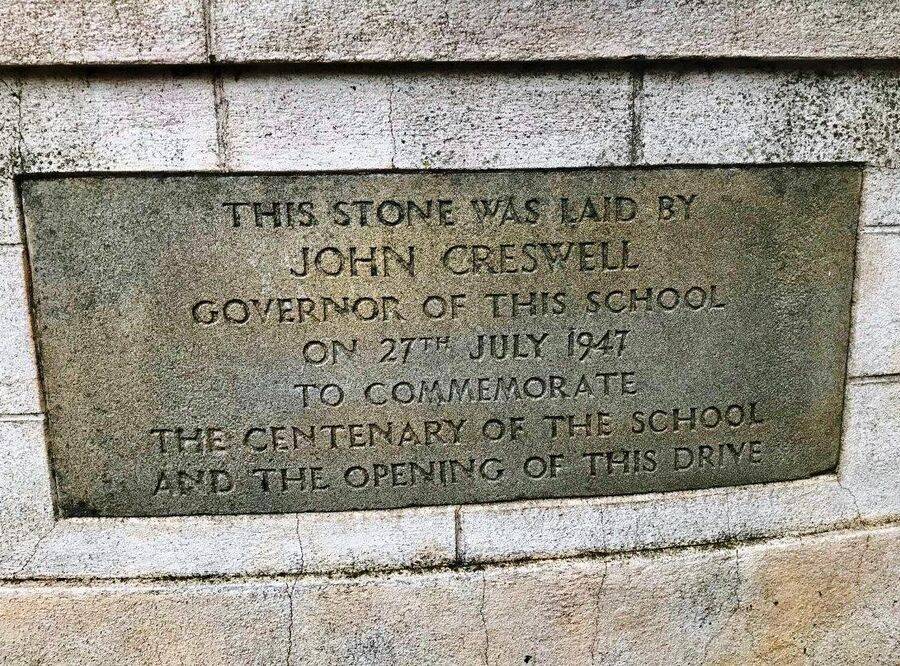 THIS STONE WAS LAID BY
JOHN CRESWELL
GOVERNOR OF THIS SCHOOL
ON 27TH JULY 1947
TO COMMEMORATE
THE CENTENARY OF THE SCHOOL
AND THE OPENING OF THIS DRIVE